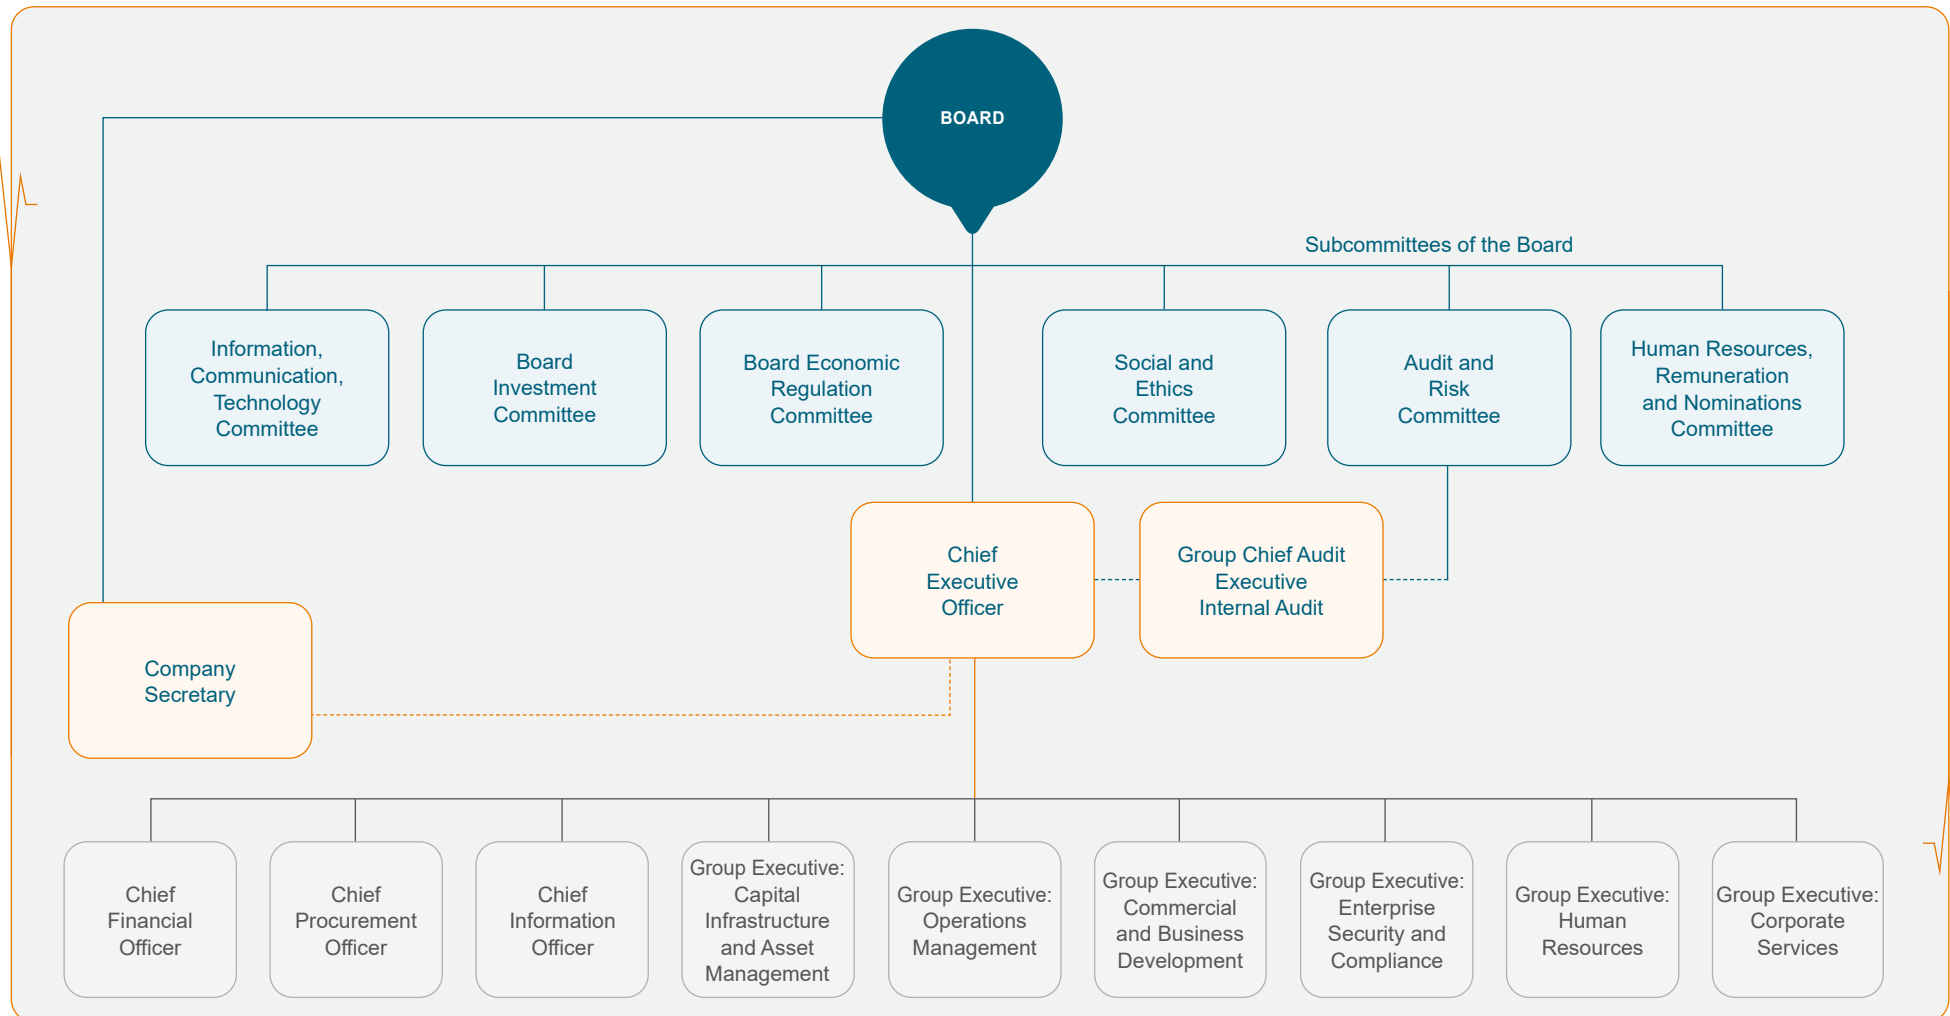 BOARD
Subcommittees of the Board
Information,
Communication,
Technology
Committee
Board
Investment
Committee
Board Economic
Regulation
Committee
Social and
Ethics
Committee
Audit and
Risk
Committee
Human Resources,
Remuneration
and Nominations
Committee
Chief
Executive
Officer
Group Chief Audit
Executive
Internal Audit
Company
Secretary
Chief
Financial
Officer
Chief
Procurement
Officer
Chief
Information
Officer
Group Executive:
Capital
Infrastructure
and Asset
Management
Group Executive:
Operations
Management
Group Executive:
Commercial
and Business
Development
Group Executive:
Enterprise
Security and
Compliance
Group Executive:
Human
Resources
Group Executive:
Corporate
Services